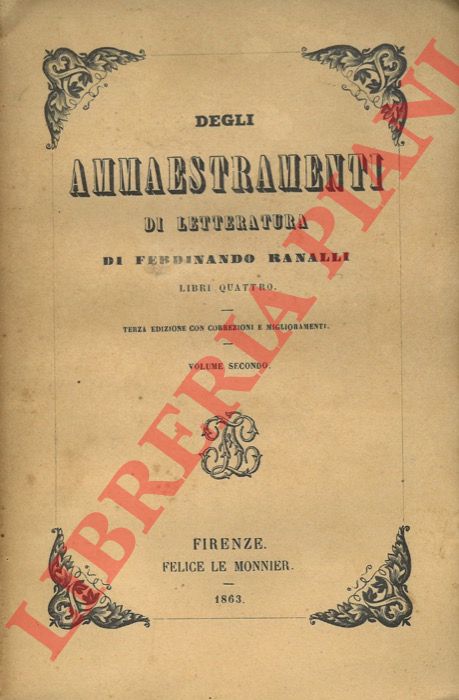 DEGLI
AMMAESTRAMENTI
DI LETTERATURA
DI FERDINANDO RANALLI
LIBRI QUATTRO.
TERZA EDIZIONE CON CORREZIONI E MIGLIORAMENTI.
VOLUME SECONDO.
FIRENZE.
FELICE LE MONNIER.
1863.
LIBRERIA PIANI